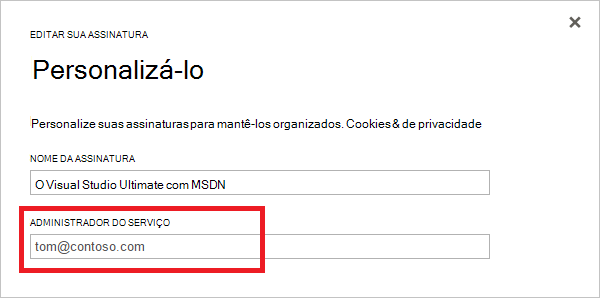 EDITAR SUA ASSINATURA
Personalizá-lo
Personalize suas assinaturas para mantê-los organizados. Cookies & de privacidade
NOME DA ASSINATURA
O Visual Studio Ultimate com MSDN
ADMINISTRADOR DO SERVIÇO
tom@contoso.com